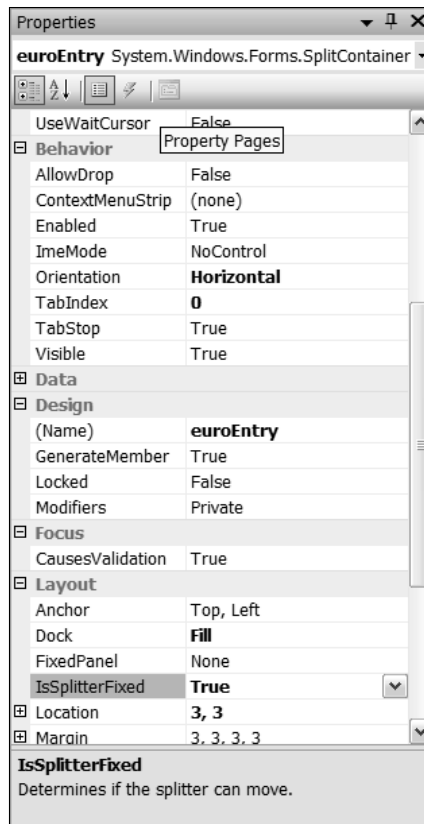 Properties
euroEntry System.Windows.Forms.SplitContainer
UseWaitCursor False
Property Pages
Behavior
AllowDrop False
ContextMenuStrip (none)
Enabled True
ImeMode NoControl
Orientation Horizontal
TabIndex 0
TabStop True
Visible True
Data
Design
(Name) euroEntry
GenerateMember True
Locked False
Modifiers Private
Focus
CausesValidation True
Layout
Anchor Top, Left
Dock Fill
FixedPanel None
IsSplitterFixed True
Location 3, 3
Margin 3, 3, 3, 3
IsSplitterFixed
Determines if the splitter can move.